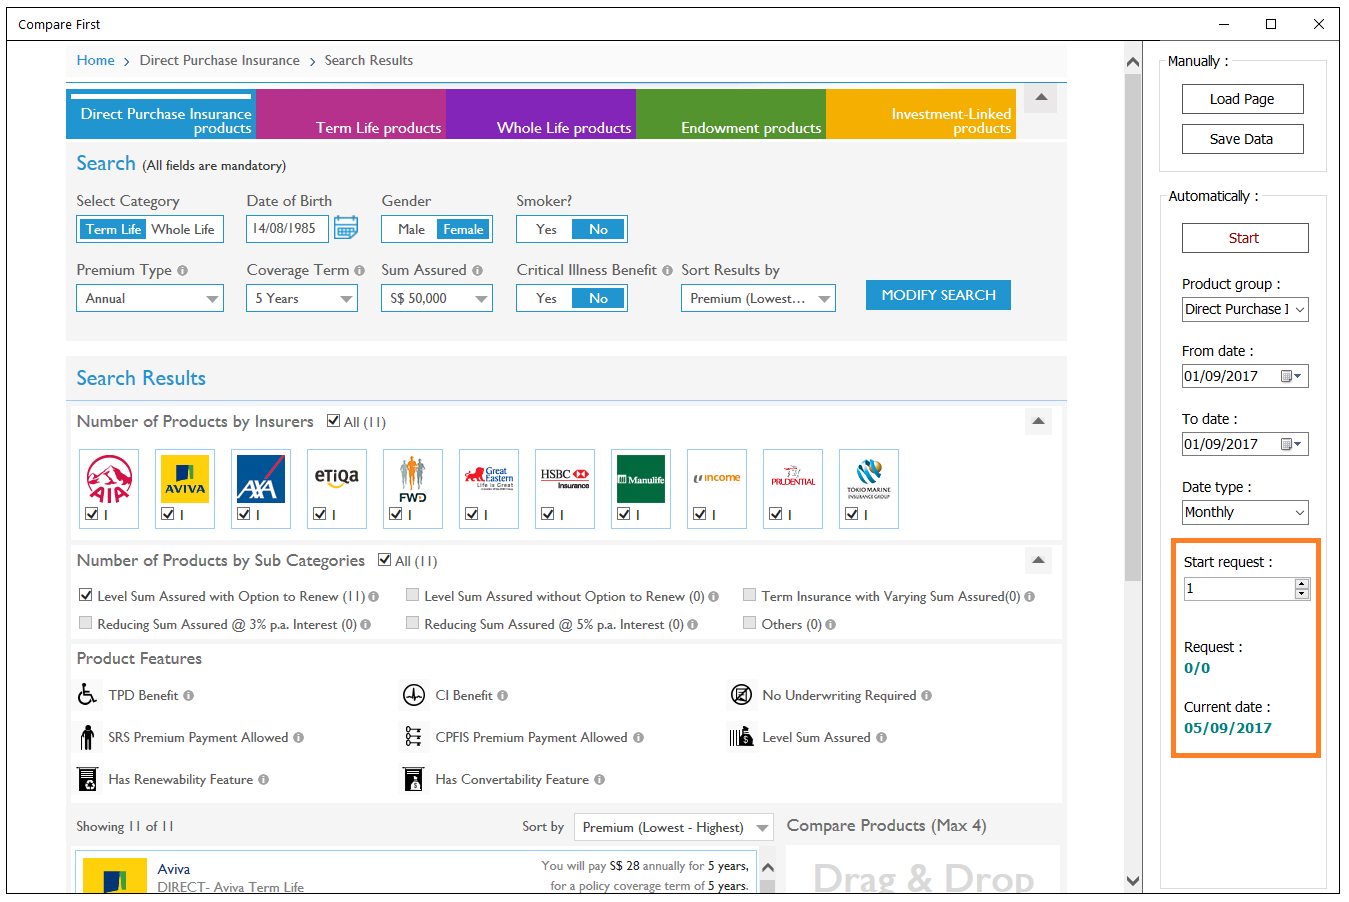 Compare First
Home > Direct Purchase Insurance > Search Results
Direct Purchase Insurance products
Term Life products
Whole Life products
Endowment products
Investment-Linked products
Search (All fields are mandatory)
Select Category Date of Birth Gender Smoker?
Term Life Whole Life 14/08/1985 Male Female Yes No
Premium Type Coverage Term Sum Assured Critical Illness Benefit Sort Results by
Annual 5 Years S$ 50,000 Yes No Premium (Lowest... MODIFY SEARCH
Search Results
Number of Products by Insurers All (11)
AIA AVIVA AXA eTiQa FWD Great Eastern Life is Great HSBC Insurance Manulife income PRUDENTIAL TOKIO MARINE INSURANCE GROUP
1 1 1 1 1 1 1 1 1 1 1
Number of Products by Sub Categories All (11)
Level Sum Assured with Option to Renew (11) Level Sum Assured without Option to Renew (0) Term Insurance with Varying Sum Assured(0)
Reducing Sum Assured @ 3% p.a. Interest (0) Reducing Sum Assured @ 5% p.a. Interest (0) Others (0)
Product Features
TPD Benefit CI Benefit No Underwriting Required
SRS Premium Payment Allowed CPFIS Premium Payment Allowed Level Sum Assured
Has Renewability Feature Has Convertability Feature
Showing 11 of 11 Sort by Premium (Lowest - Highest) Compare Products (Max 4)
Aviva You will pay S$ 28 annually for 5 years,
DIRECT- Aviva Term Life for a policy coverage term of 5 years.
Drag & Drop
Manually :
Load Page
Save Data
Automatically :
Start
Product group :
Direct Purchase I
From date :
01/09/2017
To date :
01/09/2017
Date type :
Monthly
Start request :
1
Request :
0/0
Current date :
05/09/2017